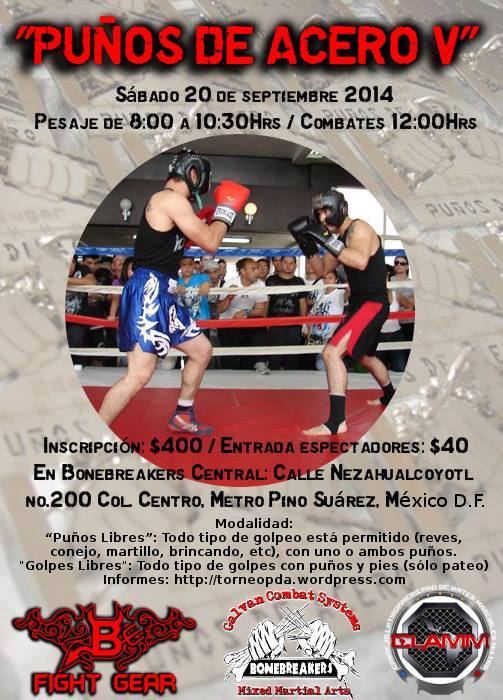 "PUÑOS DE ACERO V"
SÁBADO 20 DE SEPTIEMBRE 2014
PESAJE DE 8:00 A 10:30HRS / COMBATES 12:00HRS
INSCRIPCIÓN: $400 / ENTRADA ESPECTADORES: $40
EN BONEBREAKERS CENTRAL: CALLE NEZAHUALCOYOTL
NO.200 COL. CENTRO, METRO PINO SUÁREZ, MÉXICO D.F.
Modalidad:
"Puños Libres": Todo tipo de golpeo está permitido (reves,
conejo, martillo, brincando, etc), con uno o ambos puños.
"Golpes Libres": Todo tipo de golpes con puños y pies (sólo pateo)
Informes: http://torneopda.wordpress.com
B
FIGHT GEAR
Galvan Combat Systems
BONEBREAKERS
Mixed Martial Arts
CLAMM